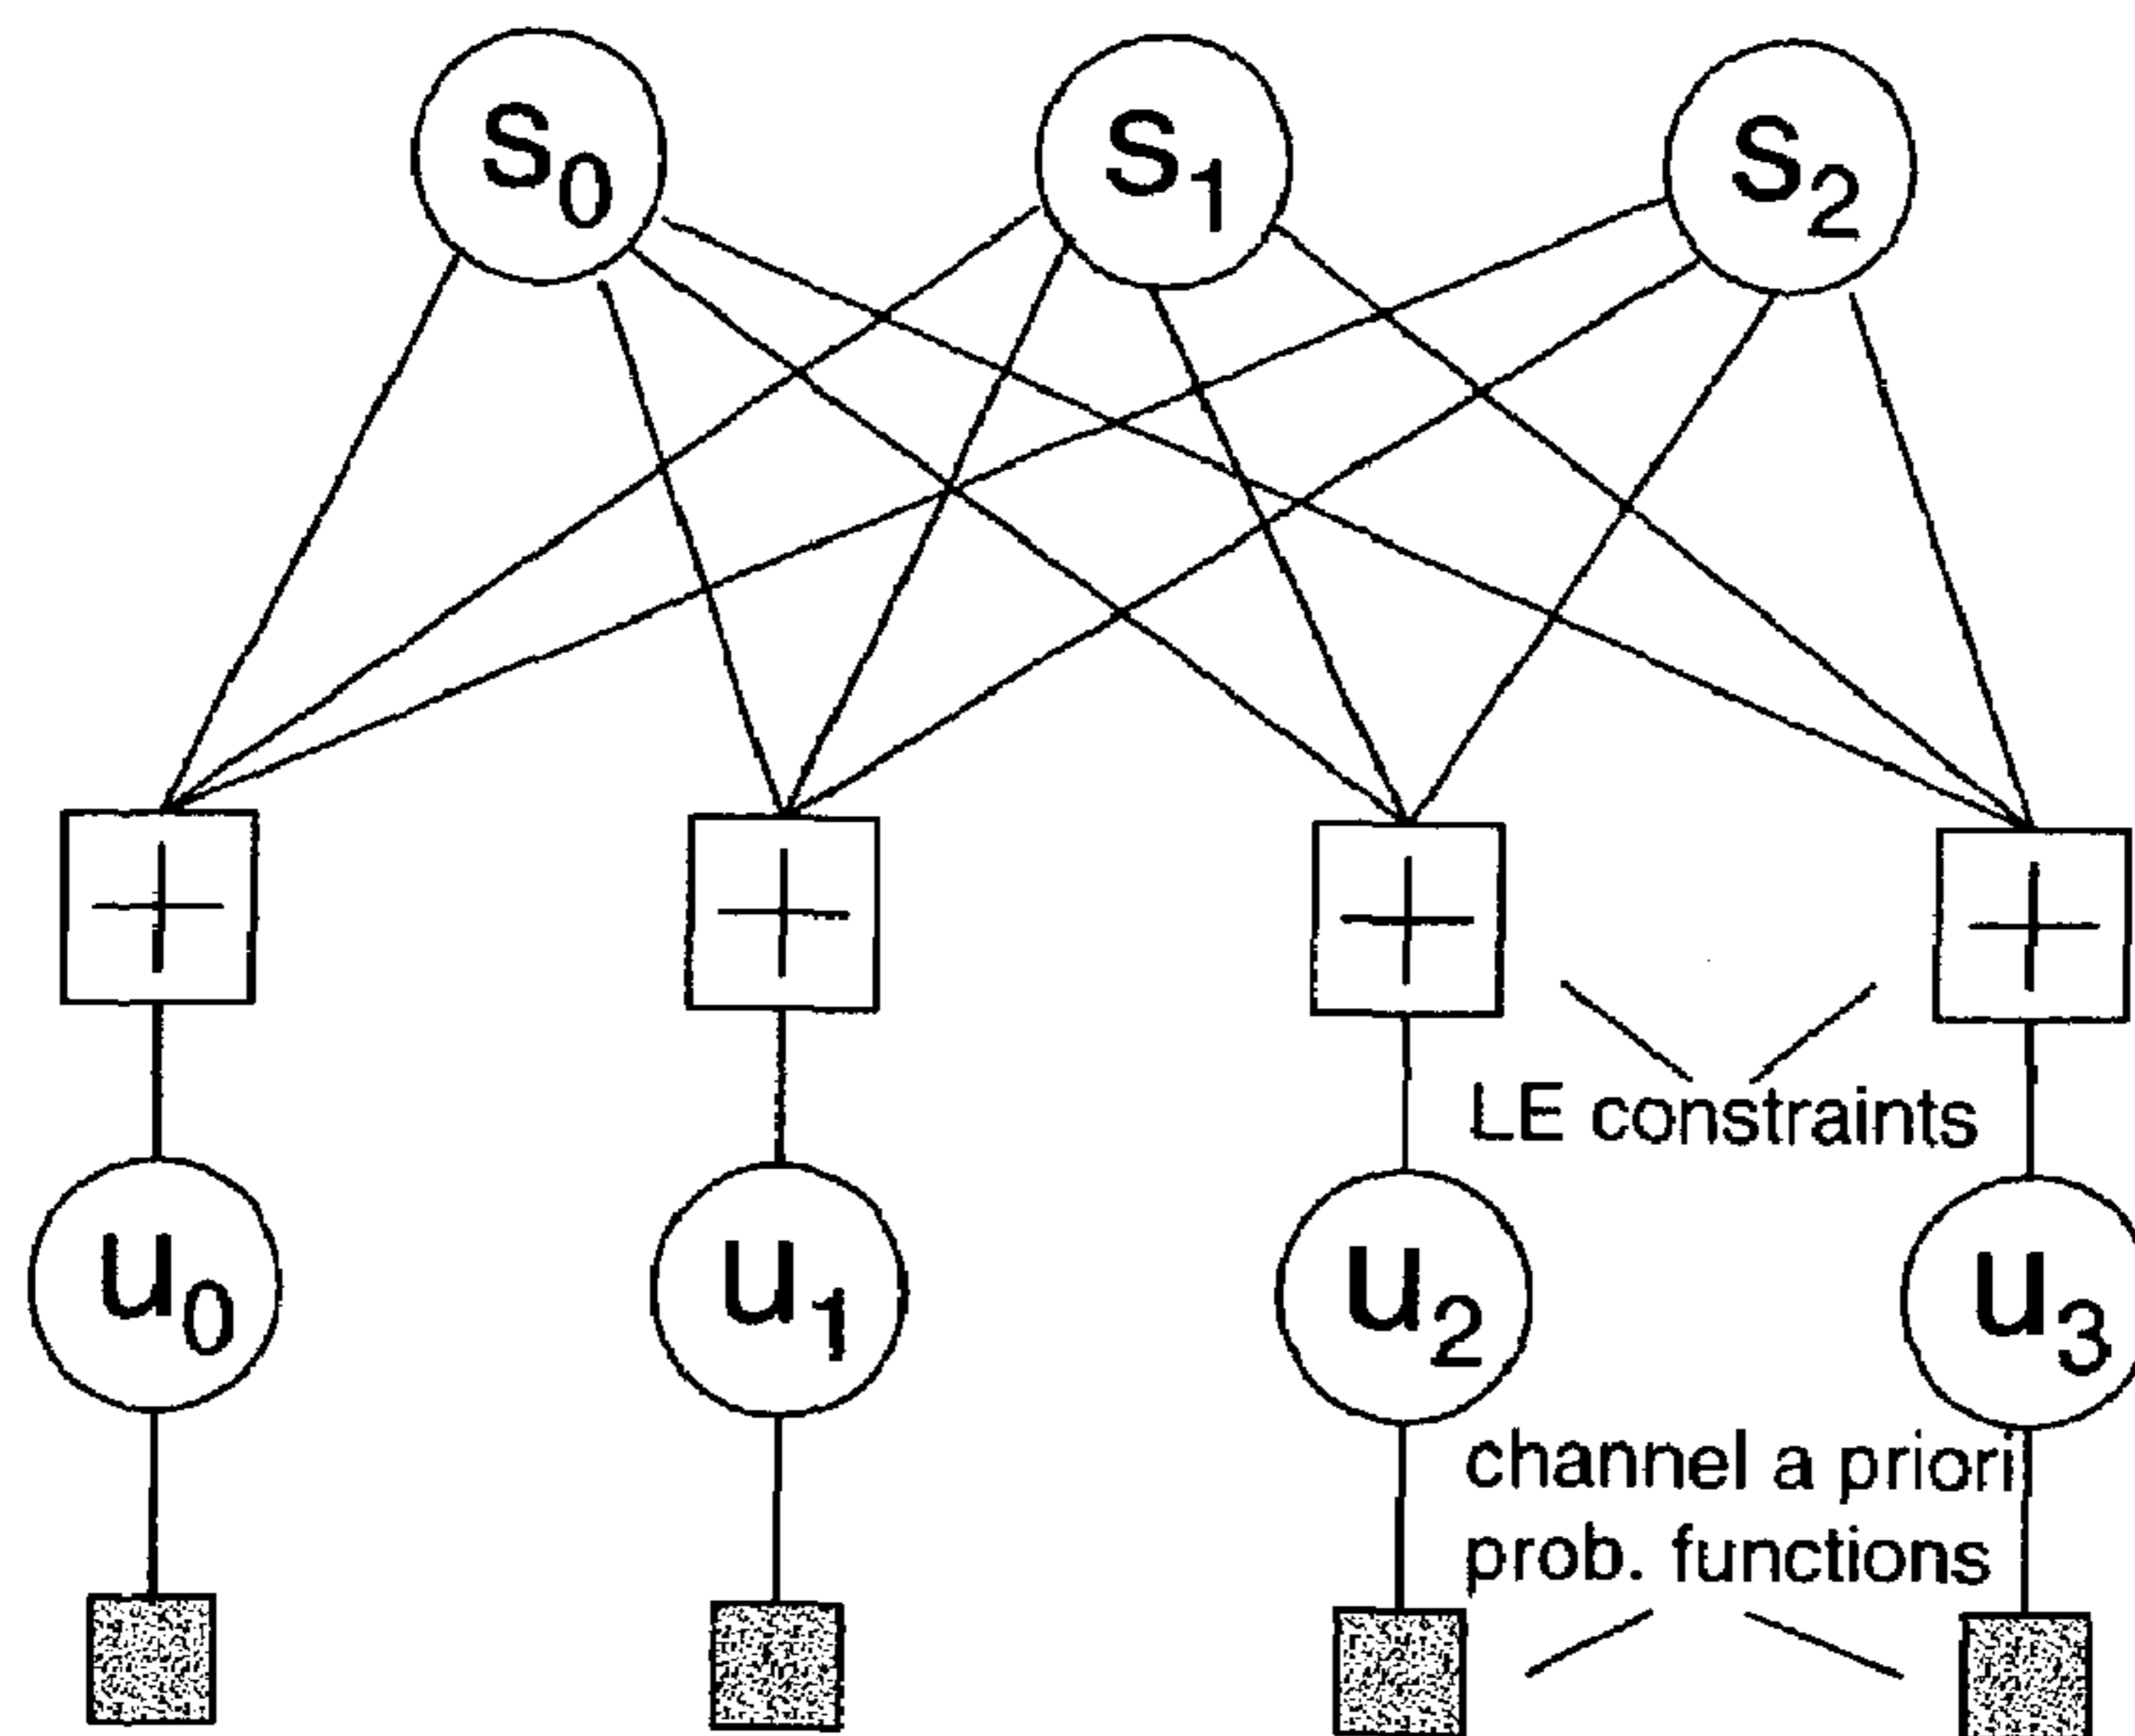 s0 s1 s2
+ + + +
LE constraints
u0 u1 u2 u3
channel a priori
prob. functions